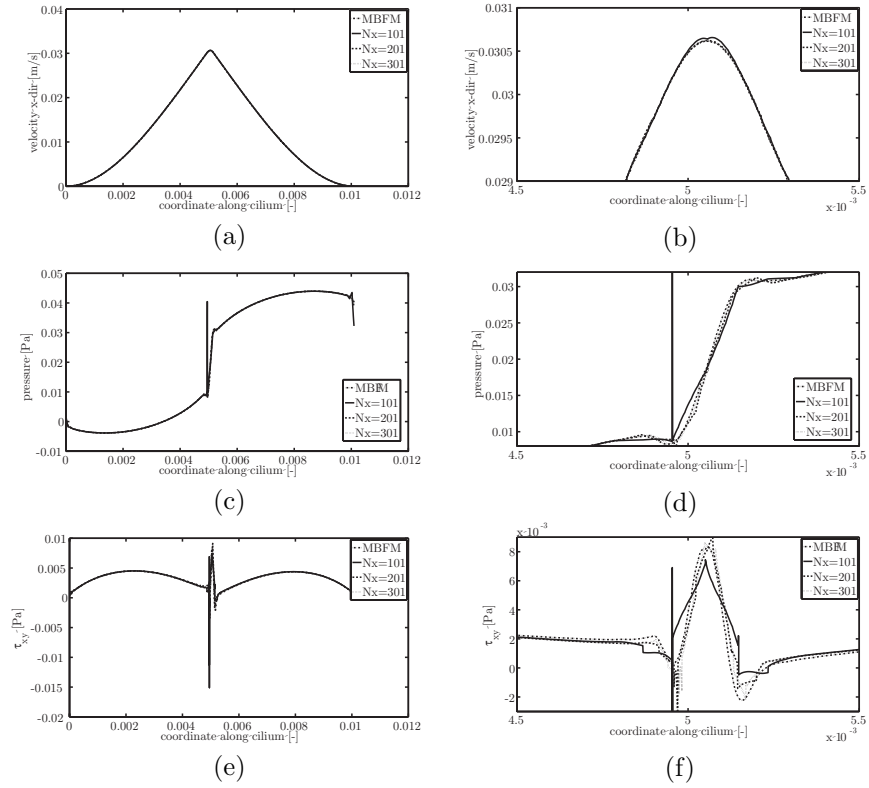 0.04
0.03
0.02
0.01
0
velocity x-dir [m/s]
MBFM
Nx=101
Nx=201
Nx=301
0 0.002 0.004 0.006 0.008 0.01 0.012
coordinate along cilium [-]
(a)
0.031
0.0305
0.03
0.0295
0.029
velocity x-dir [m/s]
MBFM
Nx=101
Nx=201
Nx=301
4.5 5 5.5
coordinate along cilium [-]
x 10⁻³
(b)
0.05
0.04
0.03
0.02
0.01
0
-0.01
pressure [Pa]
MBFM
Nx=101
Nx=201
Nx=301
0 0.002 0.004 0.006 0.008 0.01 0.012
coordinate along cilium [-]
(c)
0.03
0.025
0.02
0.015
0.01
pressure [Pa]
MBFM
Nx=101
Nx=201
Nx=301
4.5 5 5.5
coordinate along cilium [-]
x 10⁻³
(d)
0.01
0.005
0
-0.005
-0.01
-0.015
-0.02
τxy [Pa]
MBFM
Nx=101
Nx=201
Nx=301
0 0.002 0.004 0.006 0.008 0.01 0.012
coordinate along cilium [-]
(e)
x 10⁻³
8
6
4
2
0
-2
τxy [Pa]
MBFM
Nx=101
Nx=201
Nx=301
4.5 5 5.5
coordinate along cilium [-]
x 10⁻³
(f)